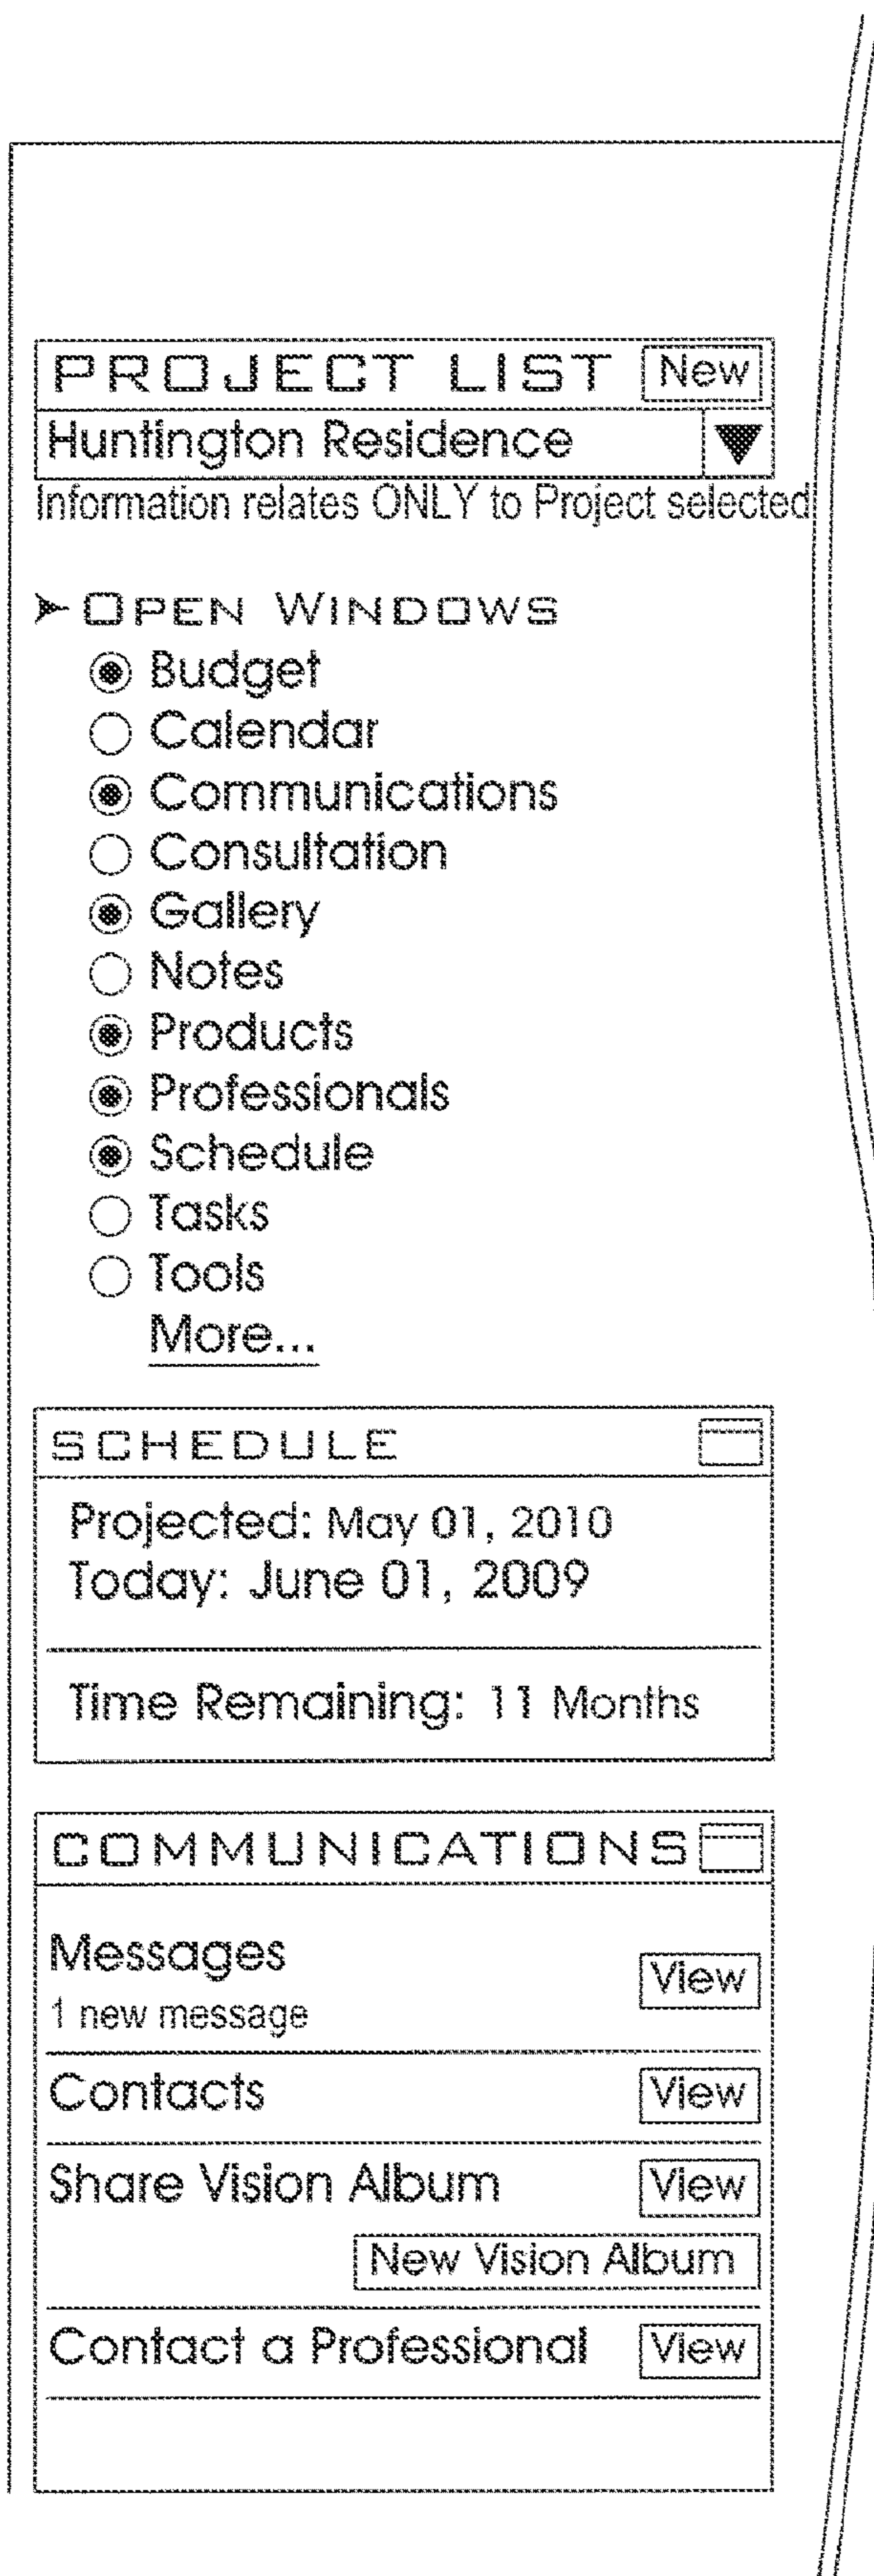 PROJECT LIST New
Huntington Residence
Information relates ONLY to Project selected
OPEN WINDOWS
Budget
Calendar
Communications
Consultation
Gallery
Notes
Products
Professionals
Schedule
Tasks
Tools
More...
SCHEDULE
Projected: May 01, 2010
Today: June 01, 2009
Time Remaining: 11 Months
COMMUNICATIONS
Messages View
1 new message
Contacts View
Share Vision Album View
New Vision Album
Contact a Professional View